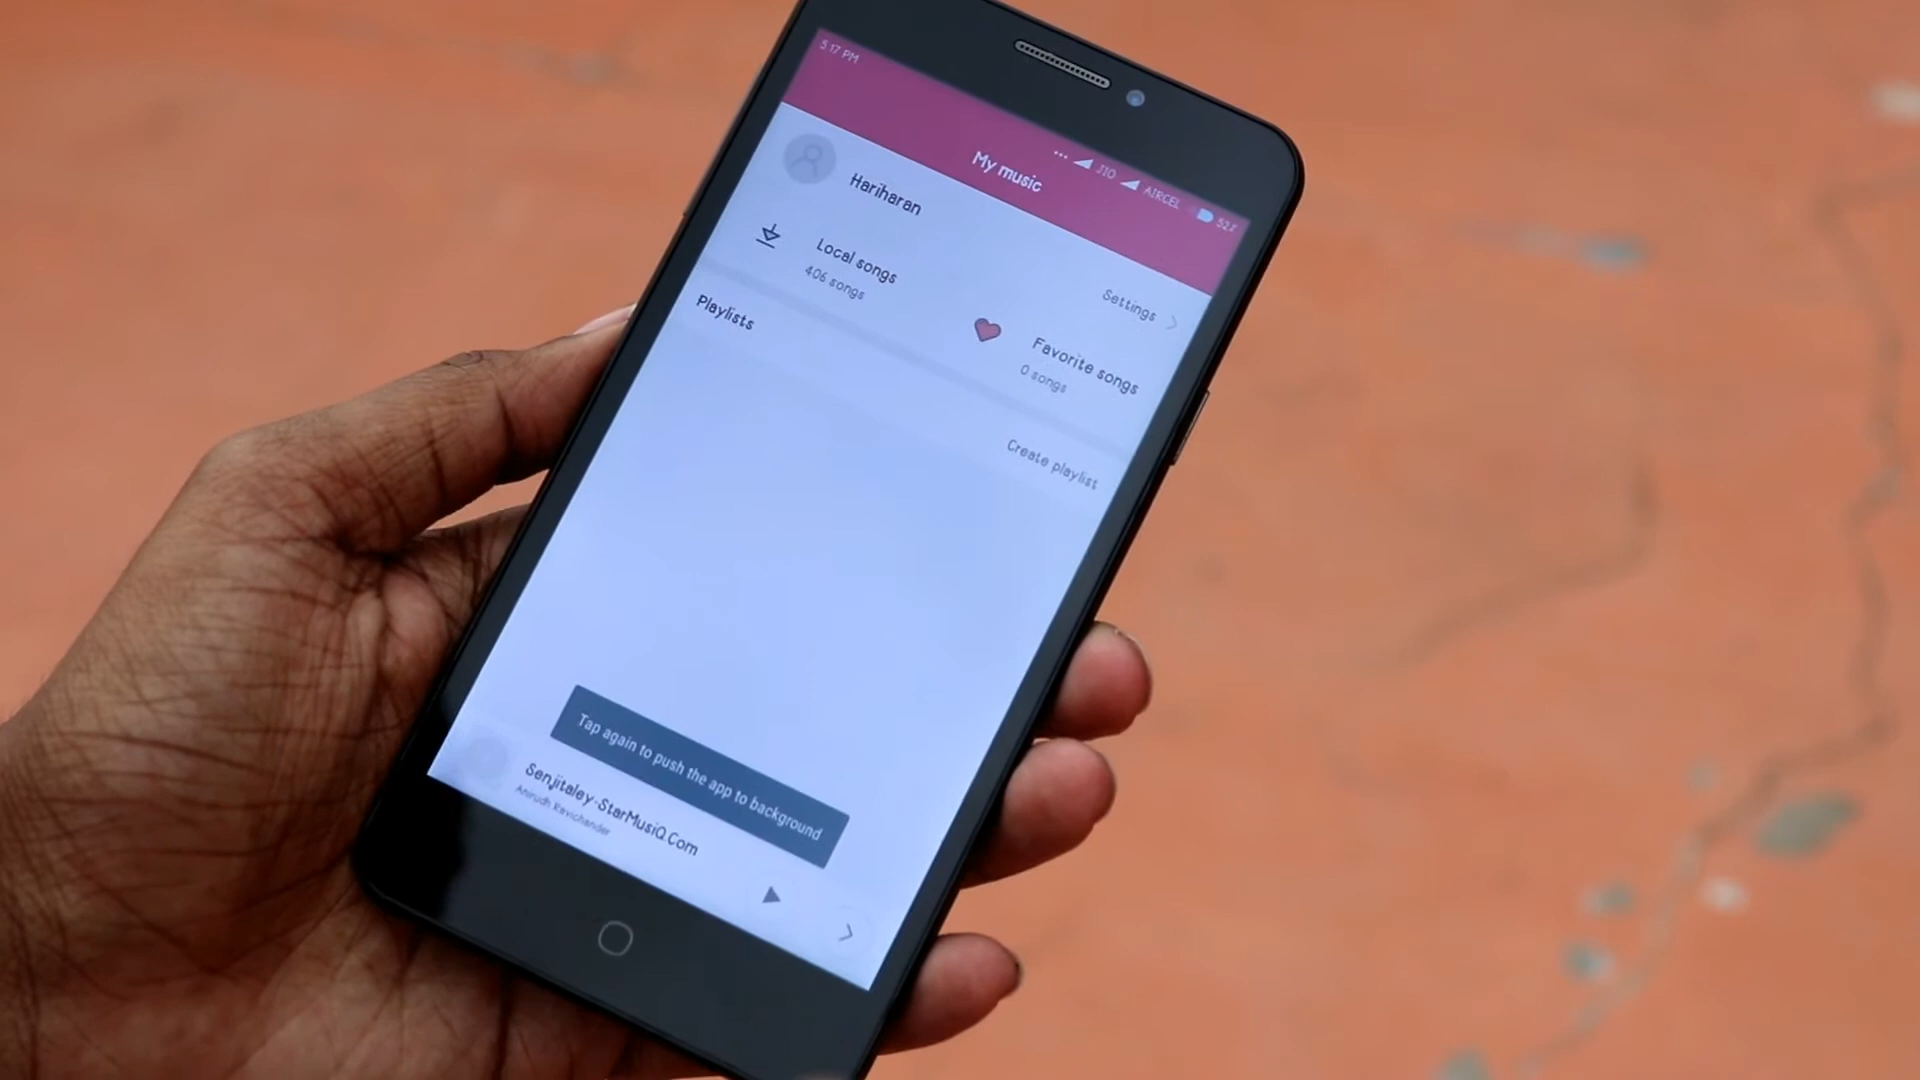 5:17 PM
... JIO AIRCEL 52%
My music
Hariharan
Settings
Local songs
406 songs
Favorite songs
0 songs
Playlists
Create playlist
Tap again to push the app to background
Senjitaley-StarMusiQ.Com
Anirudh Ravichander